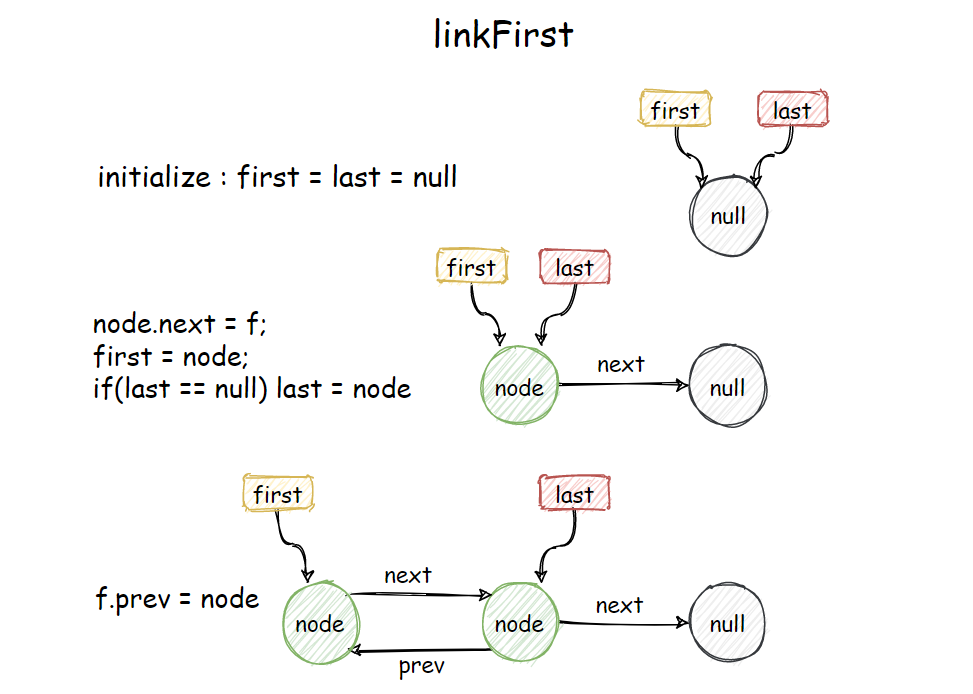 linkFirst
first
last
initialize : first = last = null
null
first
last
node.next = f;
first = node;
if(last == null) last = node
node
next
null
first
last
f.prev = node
node
next
prev
node
next
null